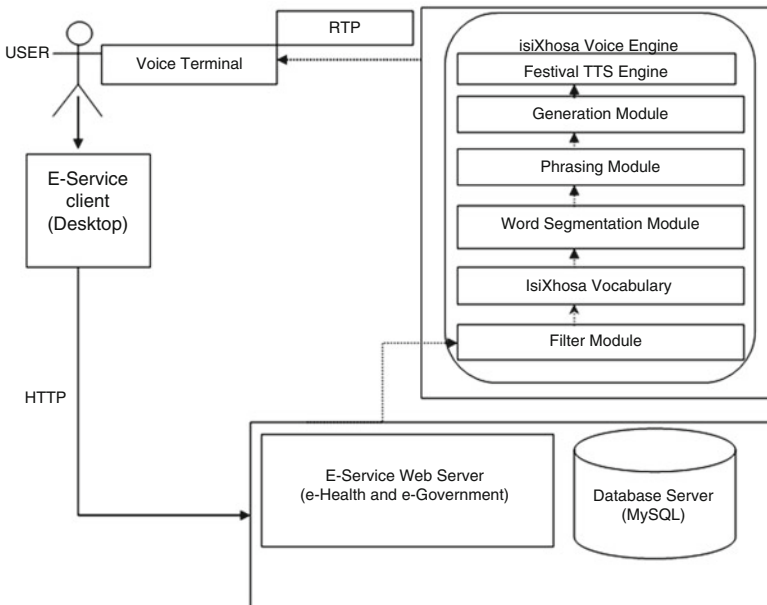 RTP
USER
Voice Terminal
isiXhosa Voice Engine
Festival TTS Engine
Generation Module
Phrasing Module
Word Segmentation Module
IsiXhosa Vocabulary
Filter Module
E-Service
client
(Desktop)
HTTP
E-Service Web Server
(e-Health and e-Government)
Database Server
(MySQL)